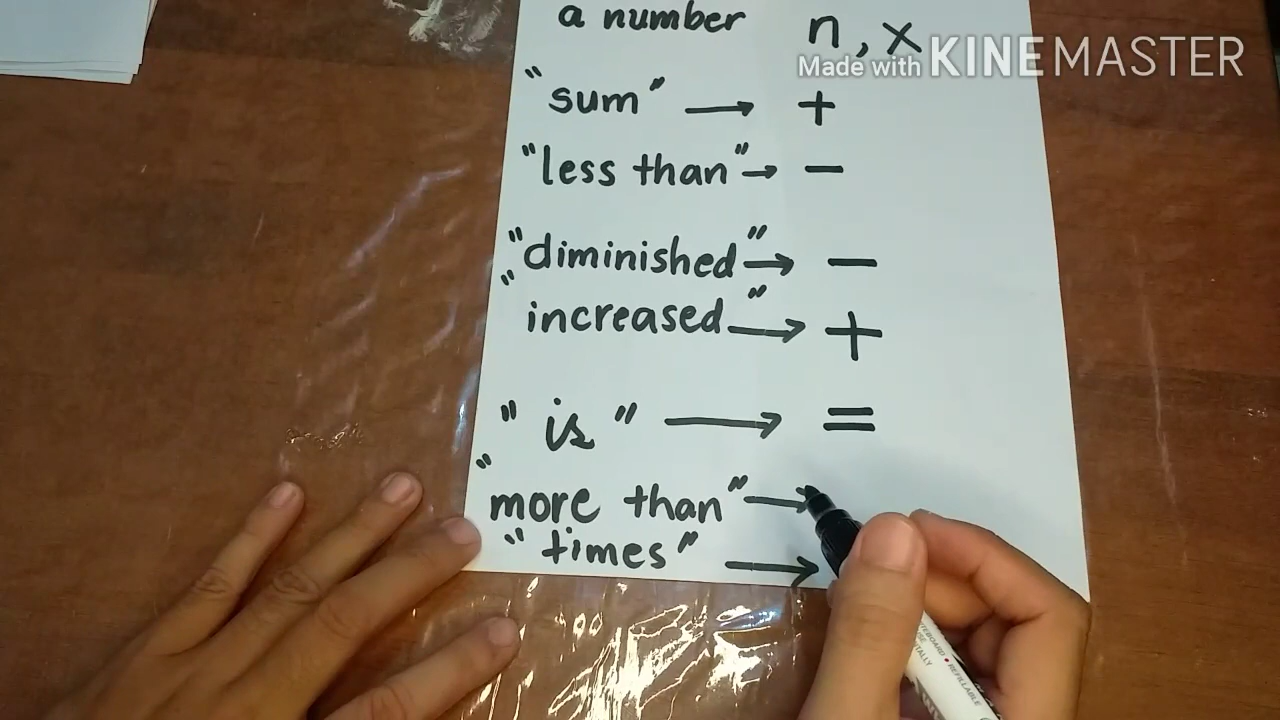 a number n, x
Made with KINEMASTER
"sum" → +
"less than" → −
"diminished" → −
"increased" → +
"is" → =
"more than" →
"times" →